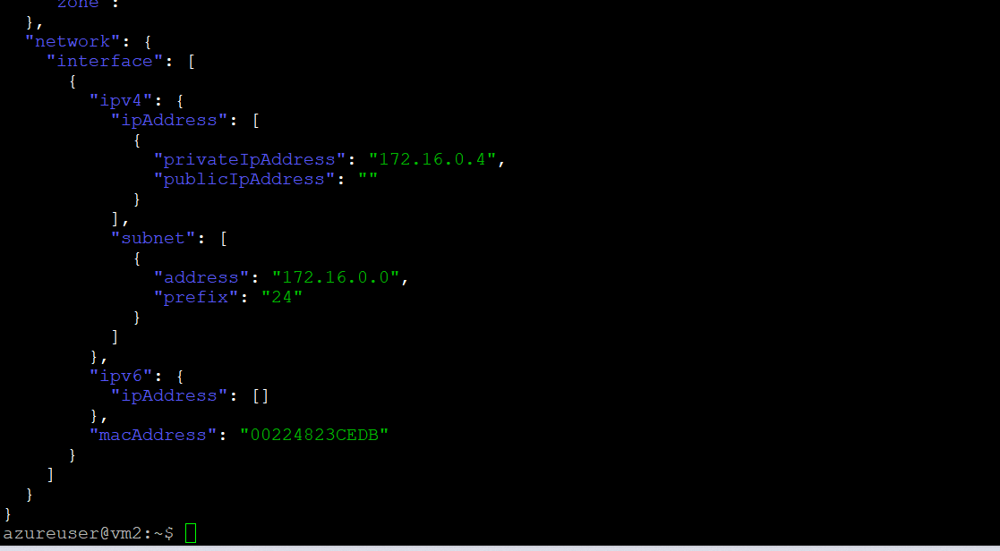 "zone":
},
"network": {
"interface": [
{
"ipv4": {
"ipAddress": [
{
"privateIpAddress": "172.16.0.4",
"publicIpAddress": ""
}
],
"subnet": [
{
"address": "172.16.0.0",
"prefix": "24"
}
]
},
"ipv6": {
"ipAddress": []
},
"macAddress": "00224823CEDB"
}
]
}
}
azureuser@vm2:~$